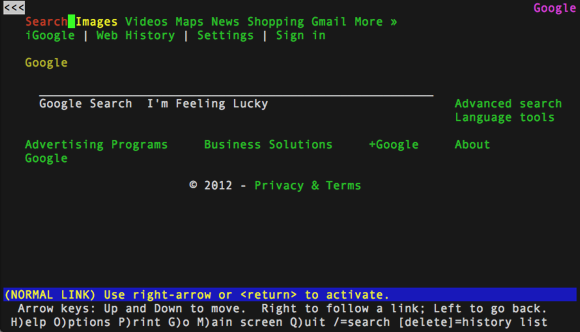 <<< Google
Search Images Videos Maps News Shopping Gmail More »
iGoogle | Web History | Settings | Sign in
Google
Google Search I'm Feeling Lucky Advanced search
Language tools
Advertising Programs Business Solutions +Google About
Google
© 2012 - Privacy & Terms
(NORMAL LINK) Use right-arrow or <return> to activate.
Arrow keys: Up and Down to move. Right to follow a link; Left to go back.
H)elp O)ptions P)rint G)o M)ain screen Q)uit /=search [delete]=history list